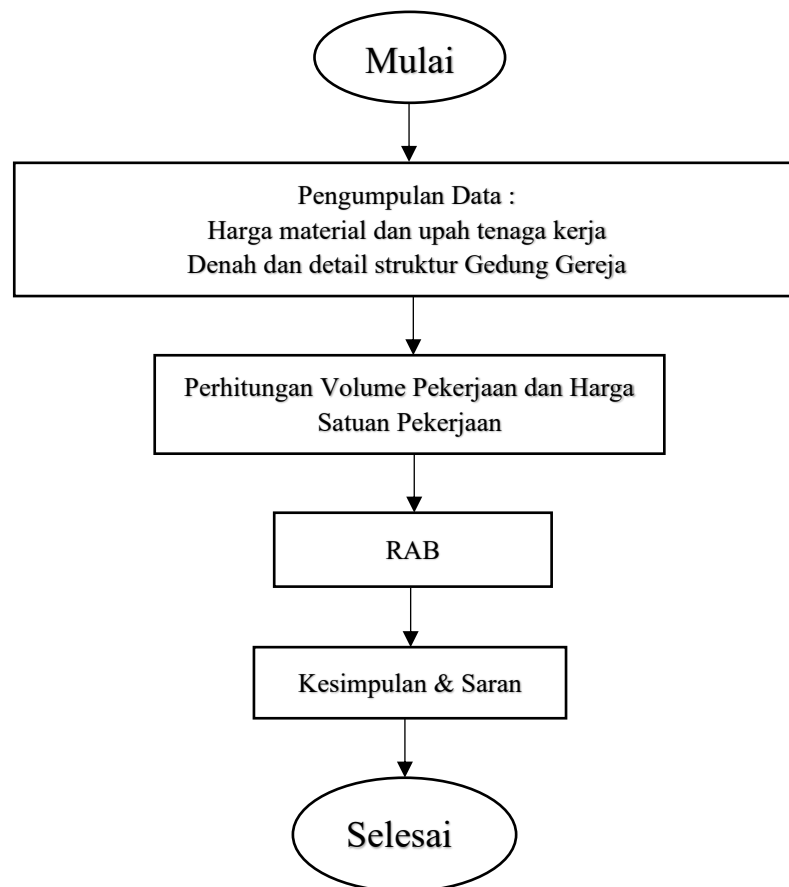 Mulai
Pengumpulan Data :
Harga material dan upah tenaga kerja
Denah dan detail struktur Gedung Gereja
Perhitungan Volume Pekerjaan dan Harga
Satuan Pekerjaan
RAB
Kesimpulan & Saran
Selesai